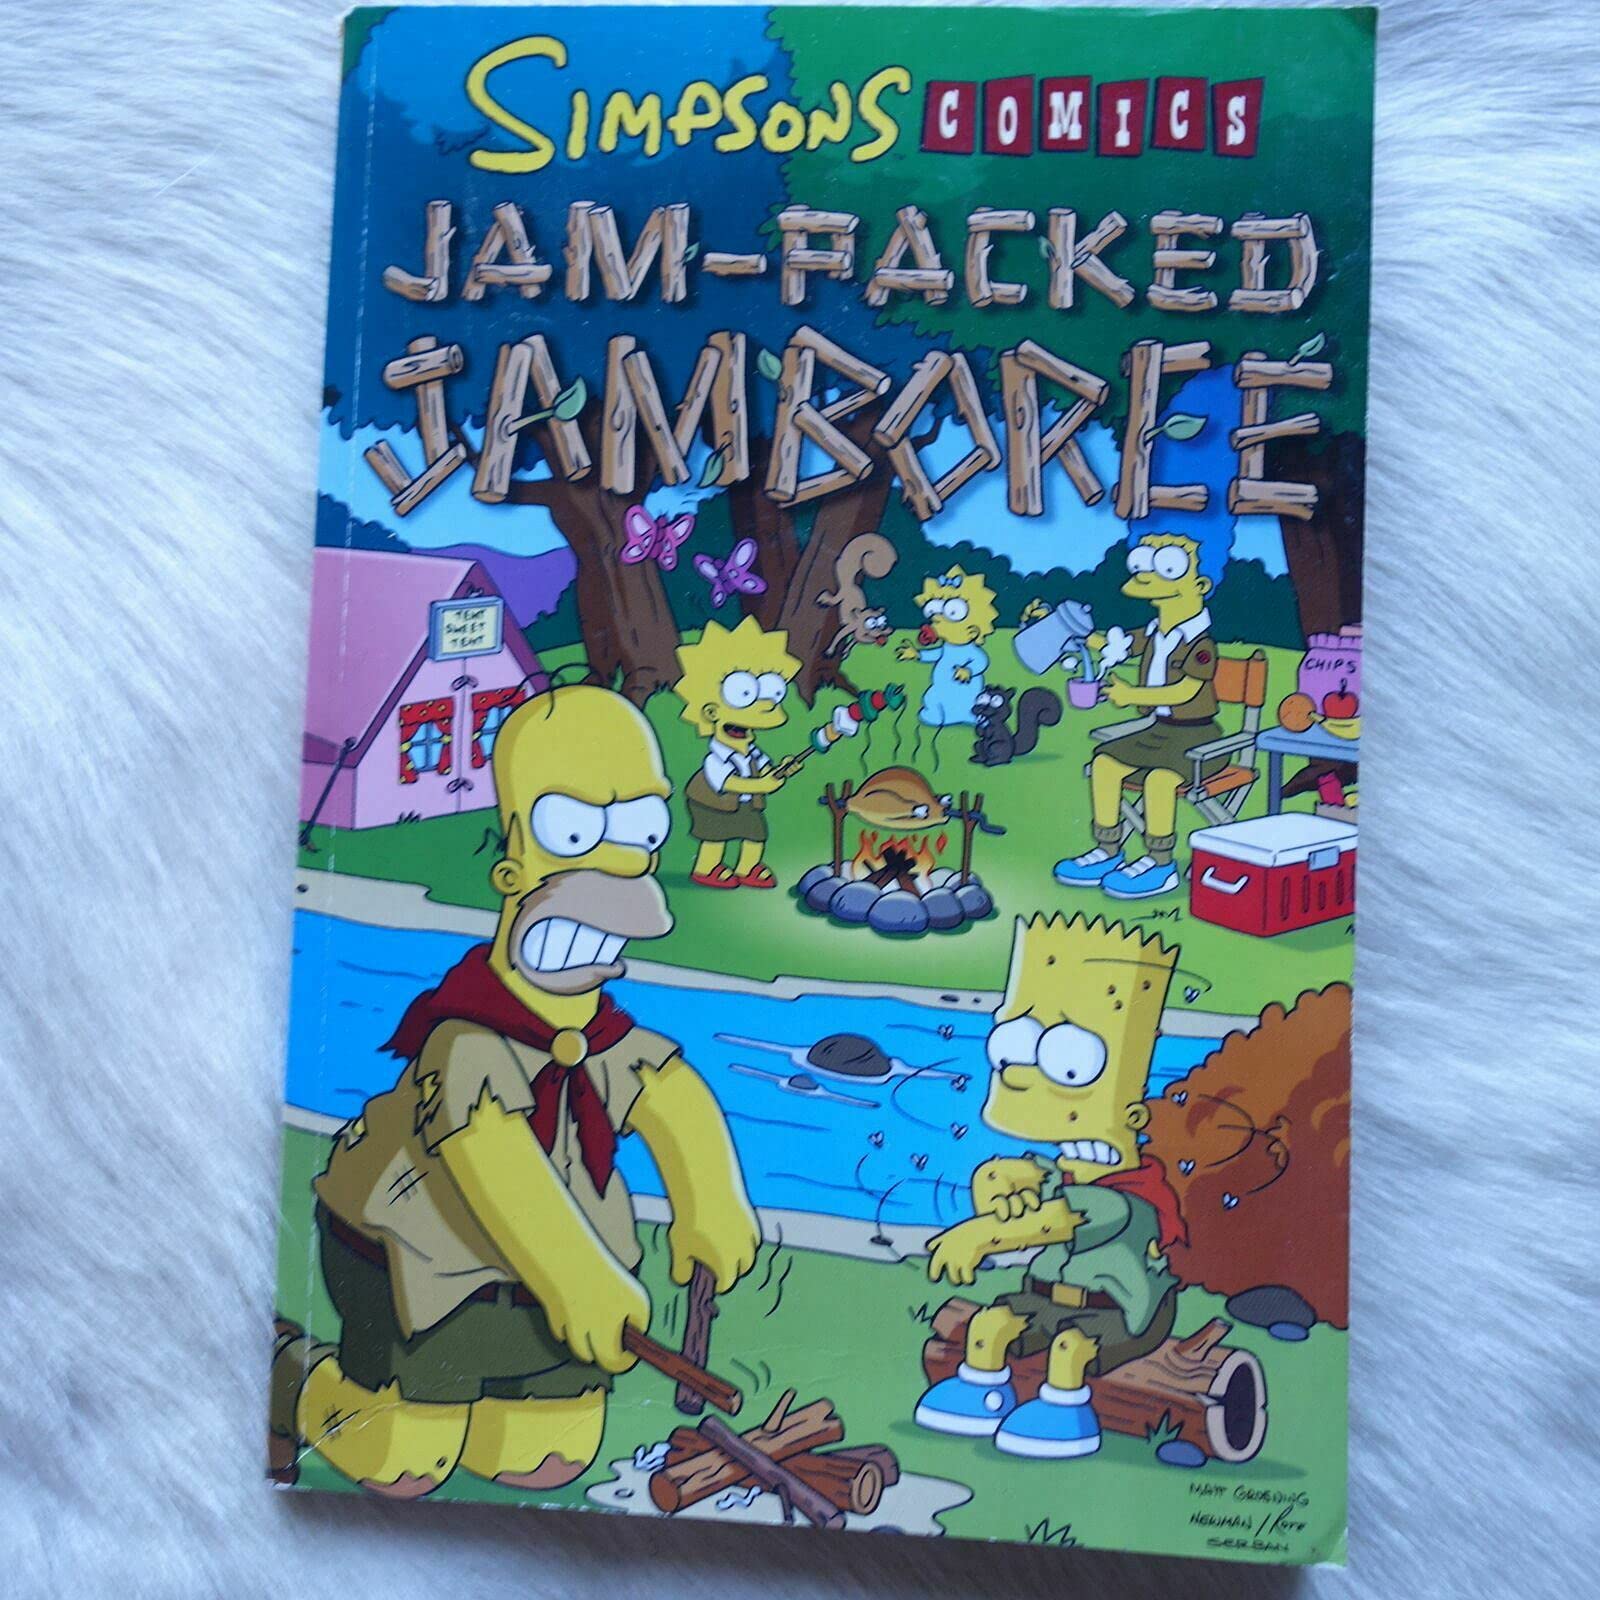 SIMPSONS COMICS
JAM-PACKED
JAMBOREE
TENT
SWEET
TENT
CHIPS
MATT GROENING
NEWMAN / ROTE
SERBAN